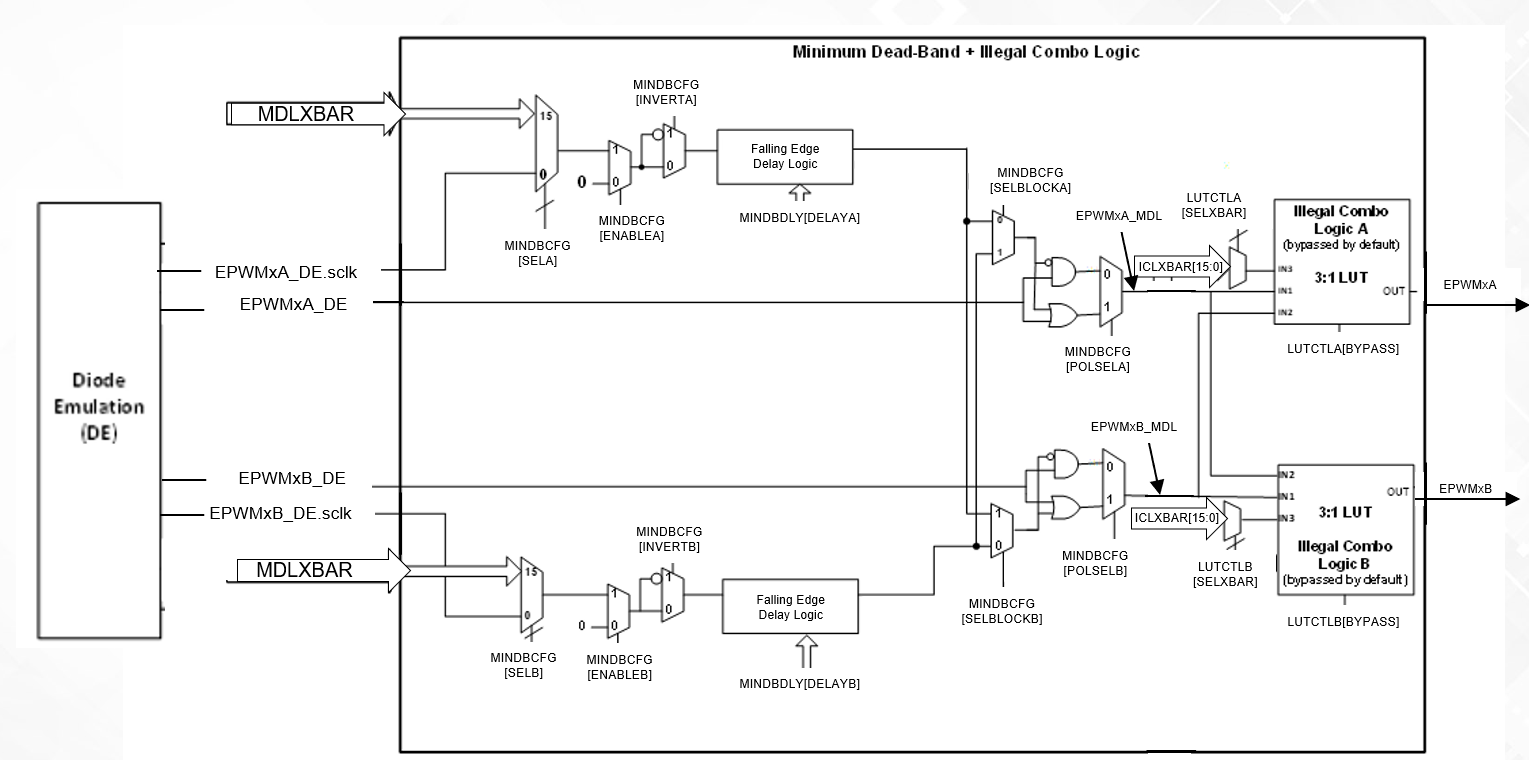 Minimum Dead-Band + Illegal Combo Logic
MDLXBAR
MINDBCFG
[INVERTA]
15
0
1
0
0
1
0
Falling Edge
Delay Logic
MINDBCFG
[SELA]
MINDBCFG
[ENABLEA]
MINDBDLY[DELAYA]
MINDBCFG
[SELBLOCKA]
0
1
EPWMxA_MDL
LUTCTLA
[SELXBAR]
ICLXBAR[15:0]
0
1
MINDBCFG
[POLSELA]
Illegal Combo
Logic A
(bypassed by default)
3:1 LUT
IN3
IN1
IN2
OUT
LUTCTLA[BYPASS]
EPWMxA
EPWMxA_DE.sclk
EPWMxA_DE
Diode
Emulation
(DE)
EPWMxB_DE
EPWMxB_DE.sclk
MDLXBAR
MINDBCFG
[INVERTB]
15
0
1
0
0
1
0
Falling Edge
Delay Logic
MINDBCFG
[SELB]
MINDBCFG
[ENABLEB]
MINDBDLY[DELAYB]
1
0
MINDBCFG
[SELBLOCKB]
EPWMxB_MDL
0
1
ICLXBAR[15:0]
MINDBCFG
[POLSELB]
LUTCTLB
[SELXBAR]
IN2
IN1
IN3
OUT
3:1 LUT
Illegal Combo
Logic B
(bypassed by default )
LUTCTLB[BYPASS]
EPWMxB